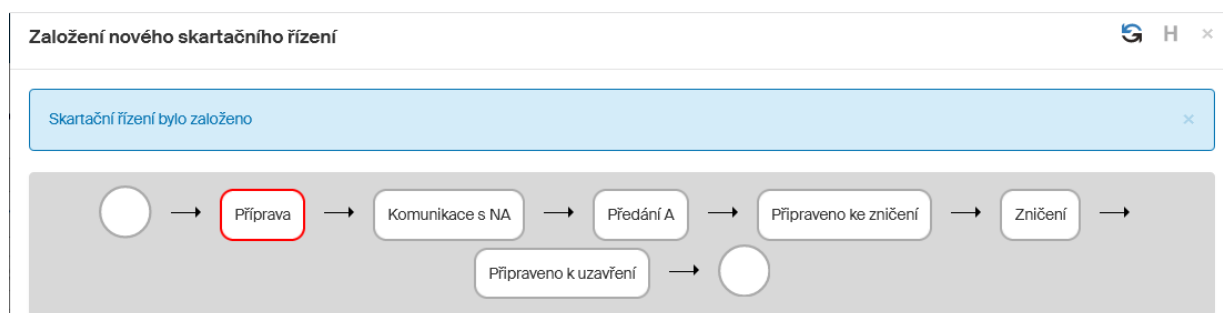 Založení nového skartačního řízení
H ×
Skartační řízení bylo založeno ×
Příprava Komunikace s NA Předání A Připraveno ke zničení Zničení
Připraveno k uzavření